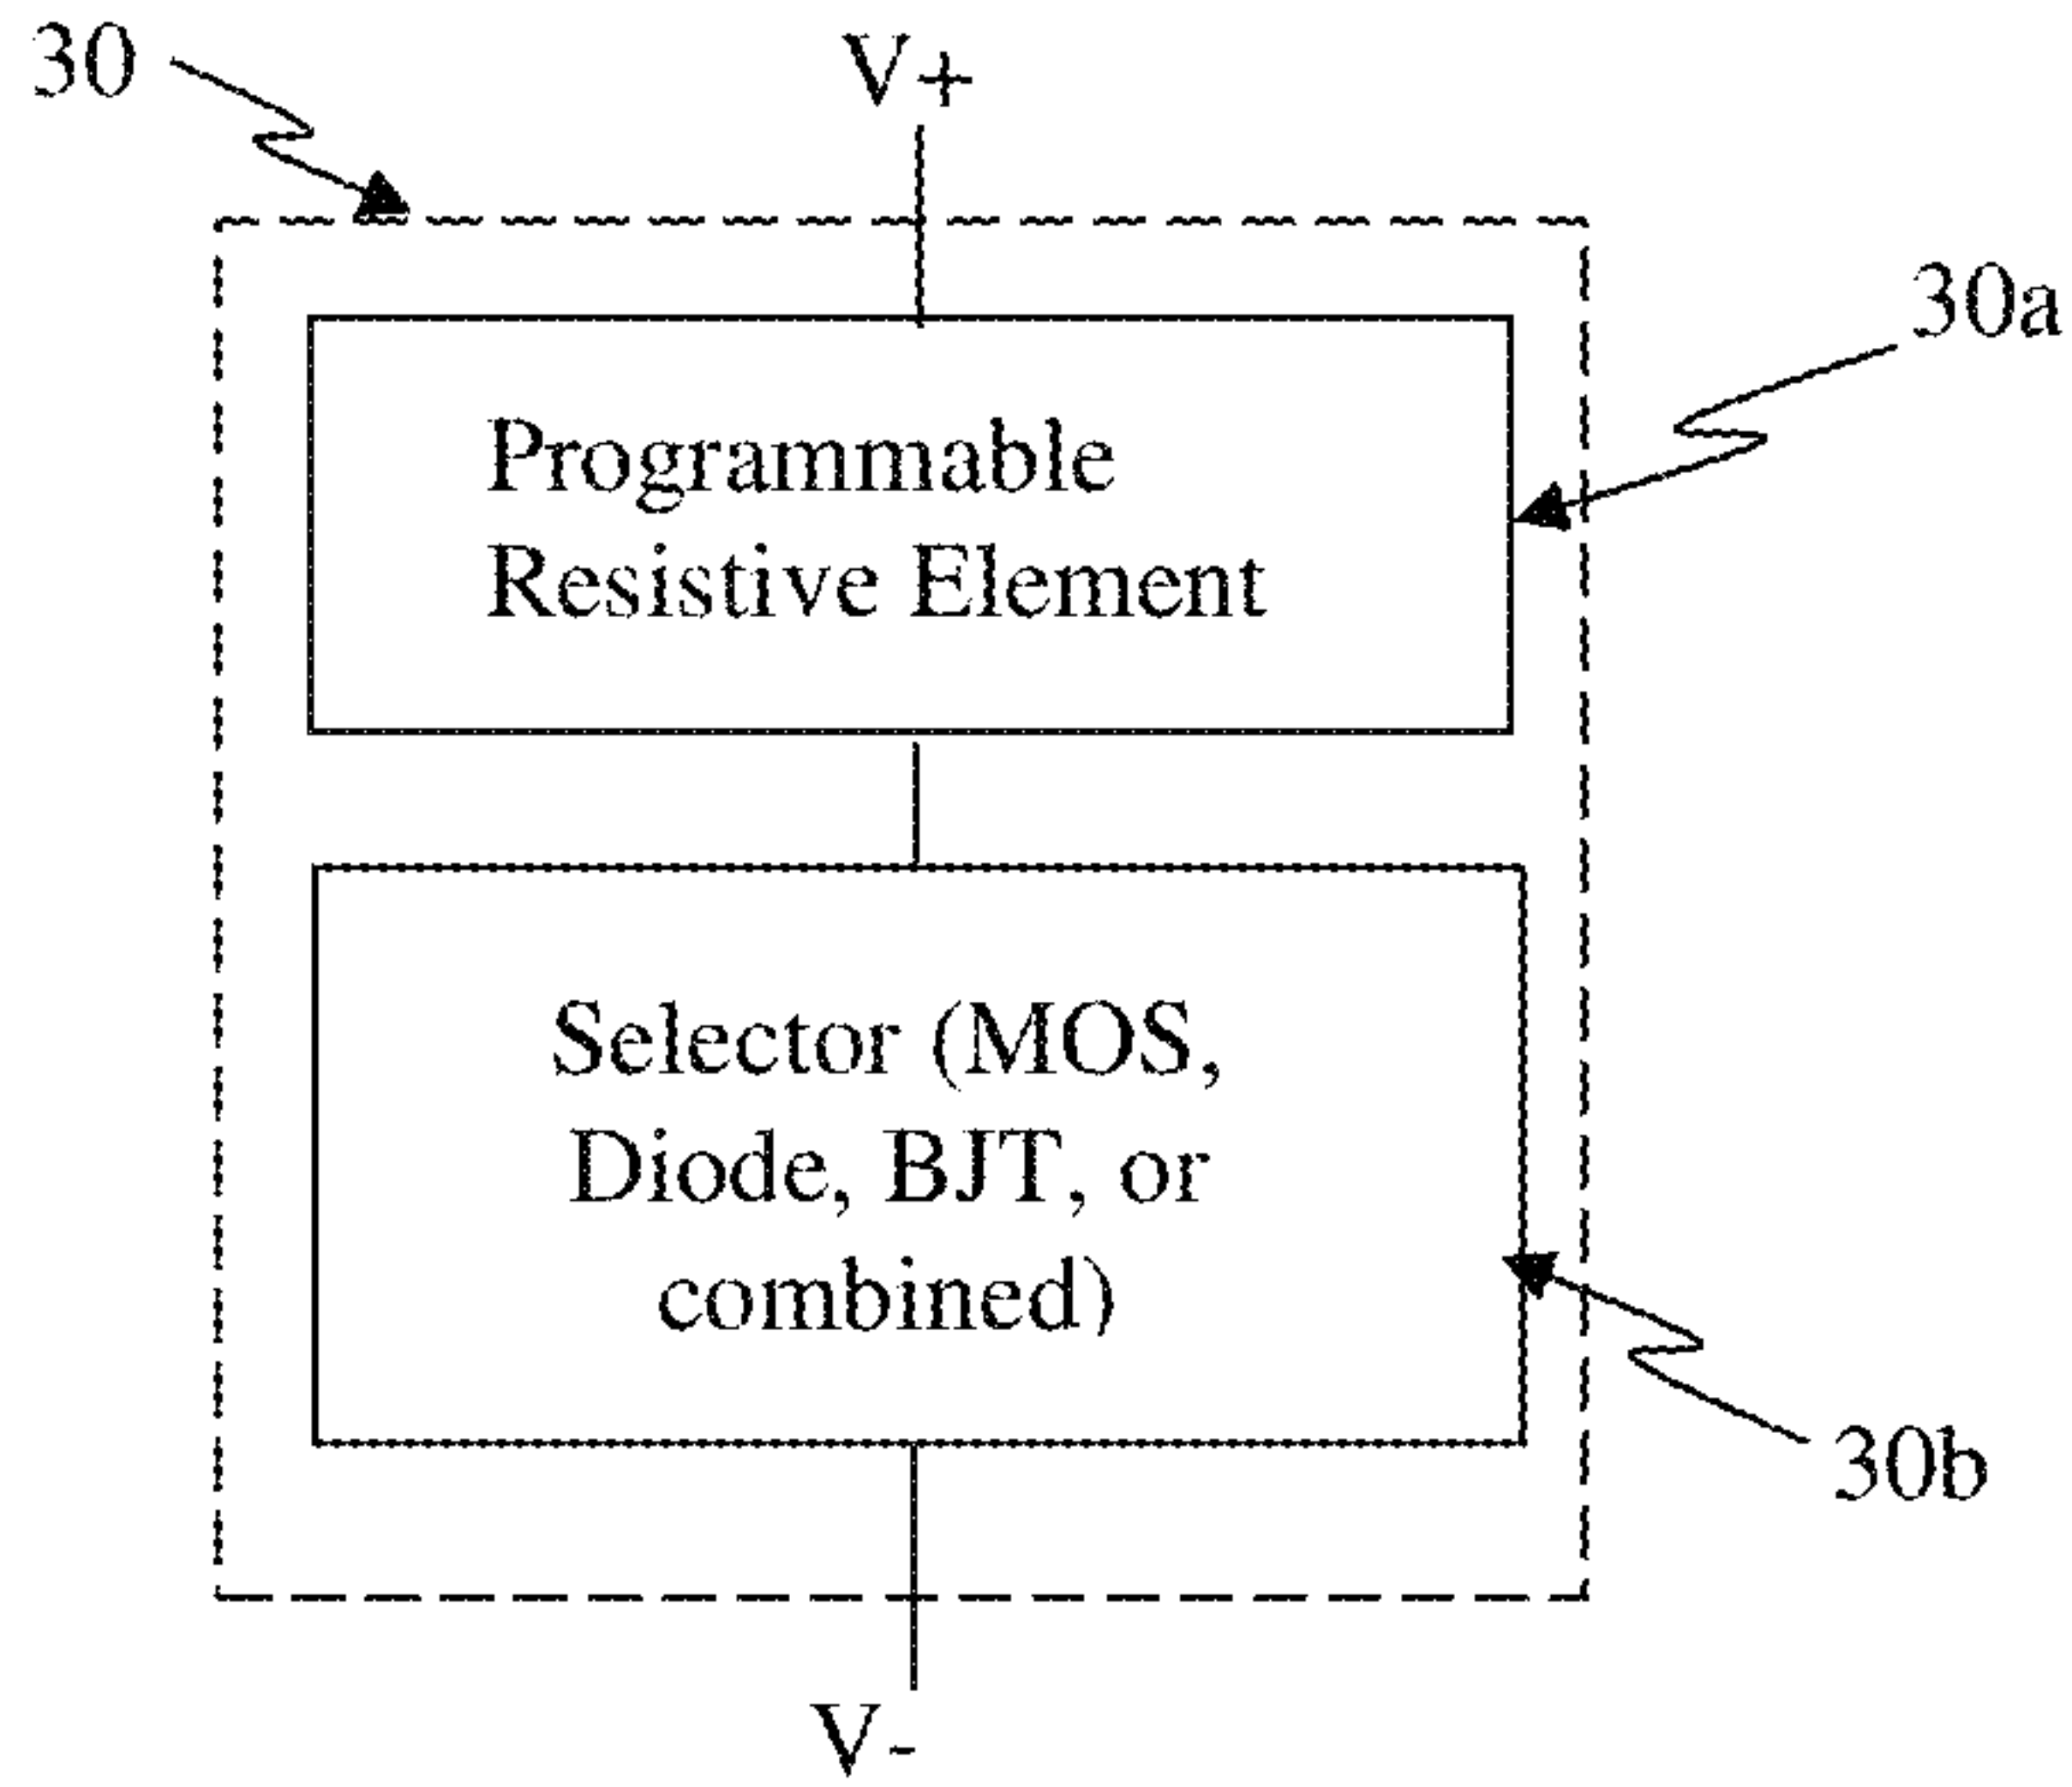 30
V+
30a
Programmable
Resistive Element
Selector (MOS,
Diode, BJT, or
combined)
30b
V-